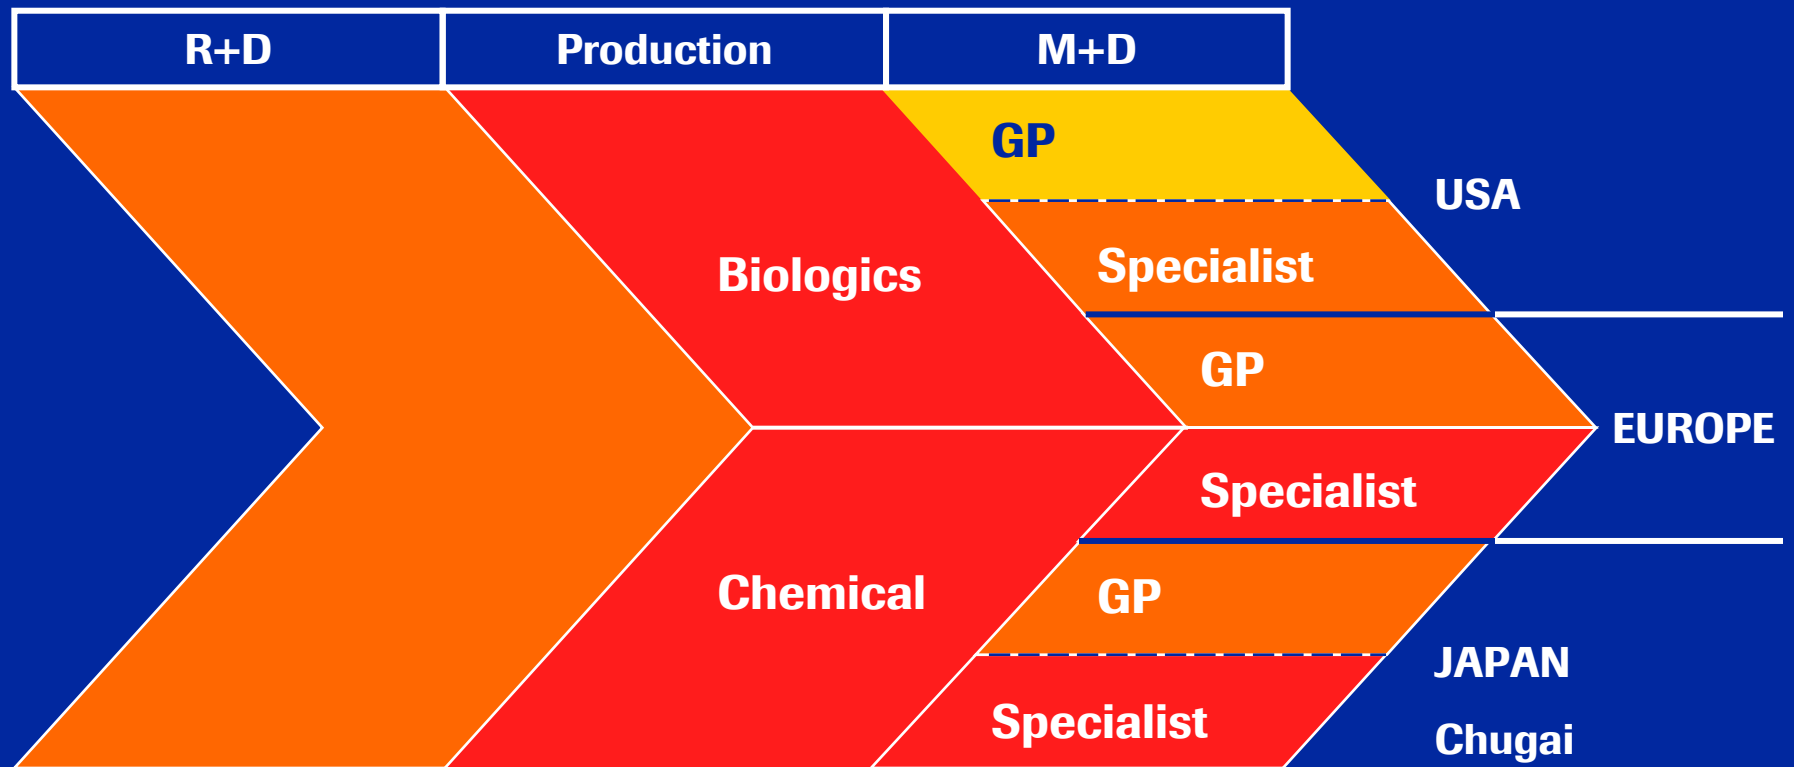 R+D
Production
M+D
GP
USA
Specialist
Biologics
GP
EUROPE
Specialist
Chemical
GP
JAPAN
Specialist
Chugai